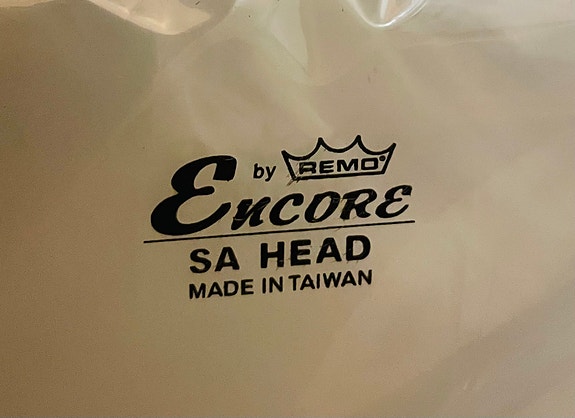 by REMO®
ENCORE
SA HEAD
MADE IN TAIWAN